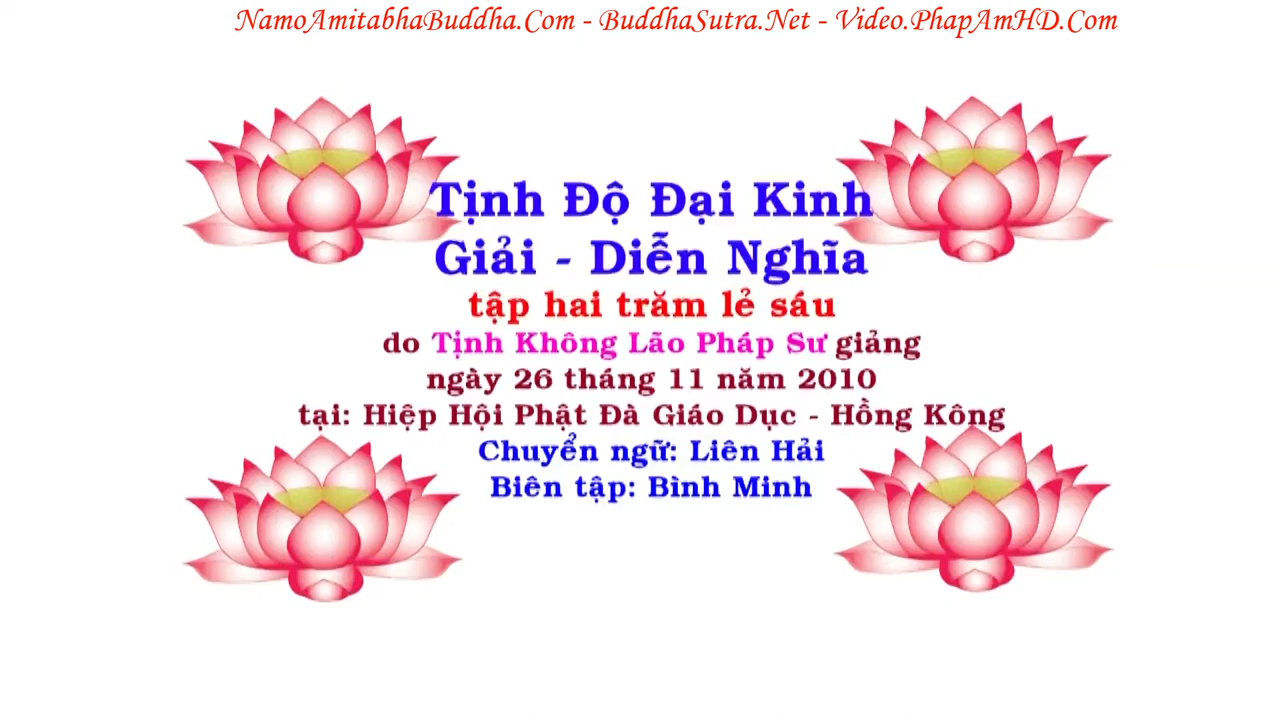 NamoAmitabhaBuddha.Com - BuddhaSutra.Net - Video.PhapAmHD.Com
Tịnh Độ Đại Kinh
Giải - Diễn Nghĩa
tập hai trăm lẻ sáu
do Tịnh Không Lão Pháp Sư giảng
ngày 26 tháng 11 năm 2010
tại: Hiệp Hội Phật Đà Giáo Dục - Hồng Kông
Chuyển ngữ: Liên Hải
Biên tập: Bình Minh